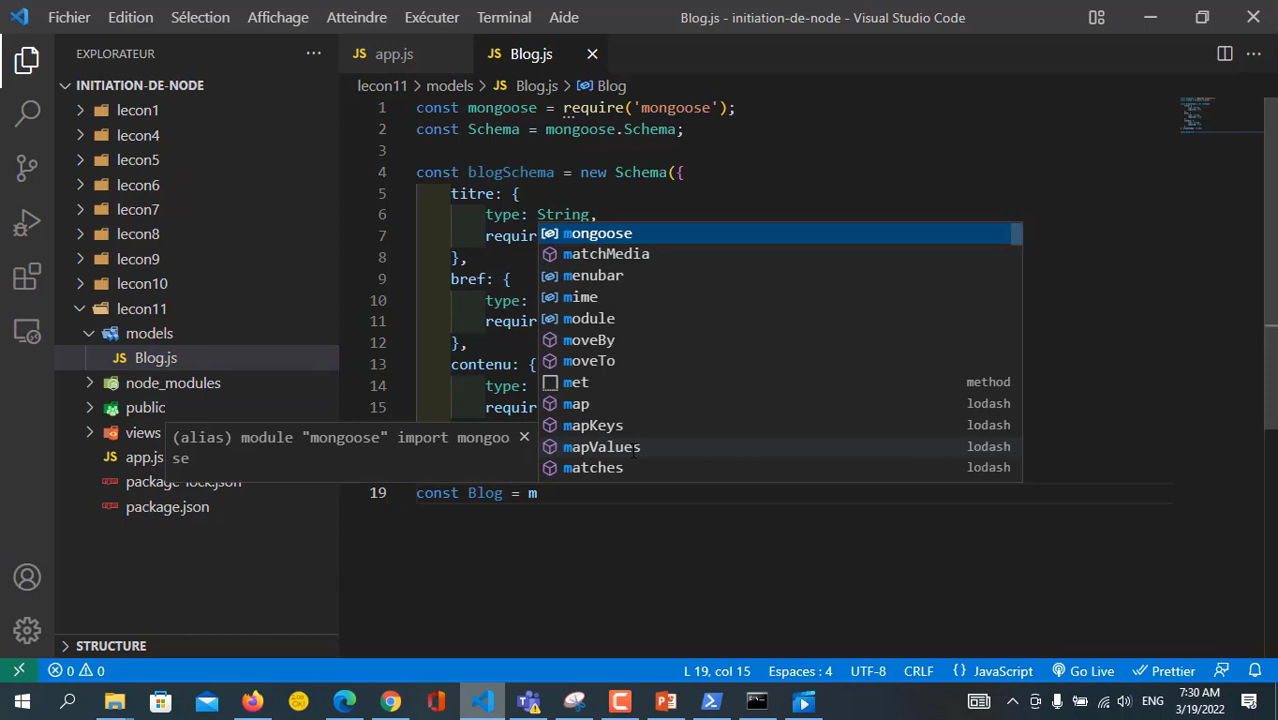 Fichier Edition Sélection Affichage Atteindre Exécuter Terminal Aide Blog.js - initiation-de-node - Visual Studio Code
EXPLORATEUR
INITIATION-DE-NODE
lecon1
lecon4
lecon5
lecon6
lecon7
lecon8
lecon9
lecon10
lecon11
models
JS Blog.js
node_modules
public
views
app.js
package-lock.json
package.json
STRUCTURE
JS app.js
JS Blog.js
lecon11 > models > JS Blog.js > Blog
1 const mongoose = require('mongoose');
2 const Schema = mongoose.Schema;
3
4 const blogSchema = new Schema({
5 titre: {
6 type: String,
7 requir
8 },
9 bref: {
10 type:
11 requir
12 },
13 contenu: {
14 type:
15 requir
19 const Blog = m
mongoose
matchMedia
menubar
mime
module
moveBy
moveTo
met method
map lodash
mapKeys lodash
mapValues lodash
matches lodash
(alias) module "mongoose" import mongoo
se
0 0 L 19, col 15 Espaces : 4 UTF-8 CRLF {} JavaScript Go Live Prettier
ENG
7:30 AM
3/19/2022